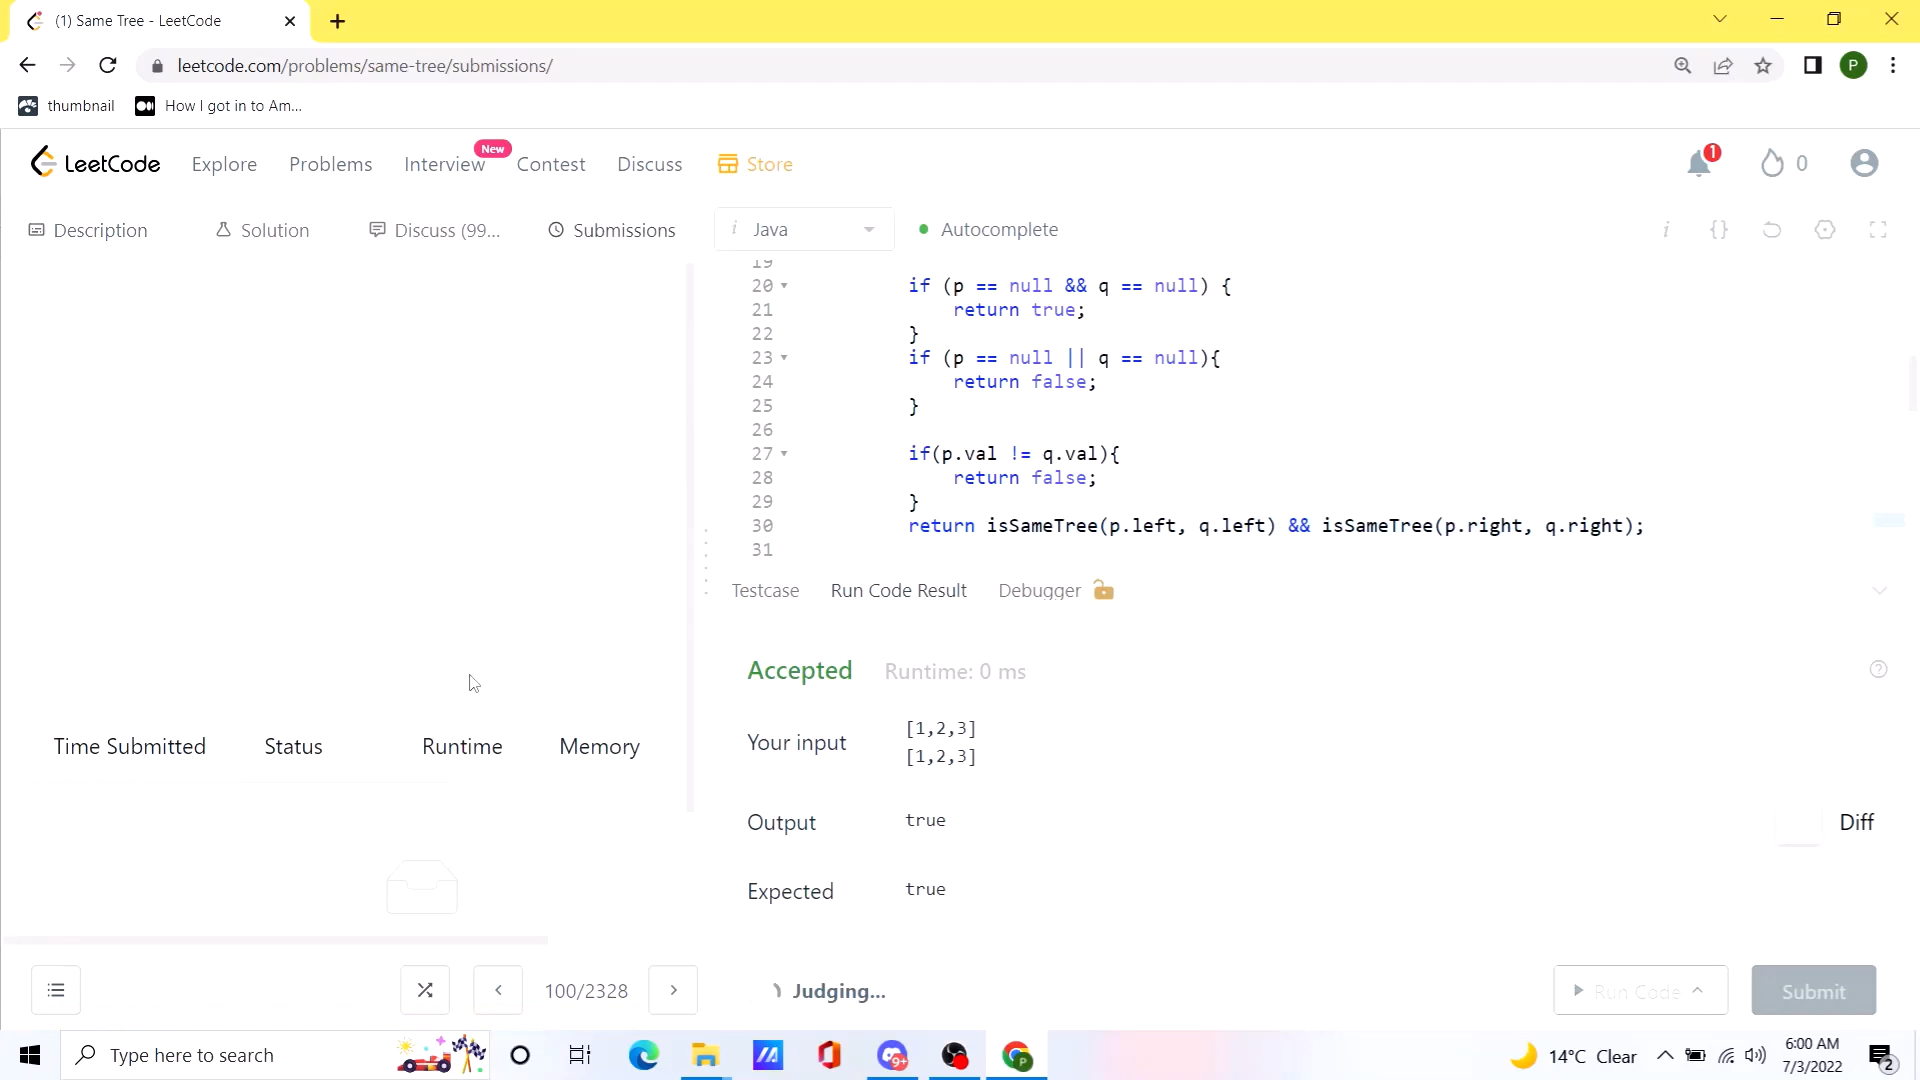 (1) Same Tree - LeetCode
leetcode.com/problems/same-tree/submissions/
P
thumbnail
How I got in to Am...
LeetCode
Explore
Problems
Interview
New
Contest
Discuss
Store
1
0
Description
Solution
Discuss (99...
Submissions
i Java
Autocomplete
i
{}
19
20 if (p == null && q == null) {
21 return true;
22 }
23 if (p == null || q == null){
24 return false;
25 }
26
27 if(p.val != q.val){
28 return false;
29 }
30 return isSameTree(p.left, q.left) && isSameTree(p.right, q.right);
31
Testcase
Run Code Result
Debugger
Accepted
Runtime: 0 ms
Your input
[1,2,3]
[1,2,3]
Output
true
Diff
Expected
true
Time Submitted
Status
Runtime
Memory
100/2328
Judging...
Run Code
Submit
Type here to search
9+
P
14°C Clear
6:00 AM
7/3/2022
2